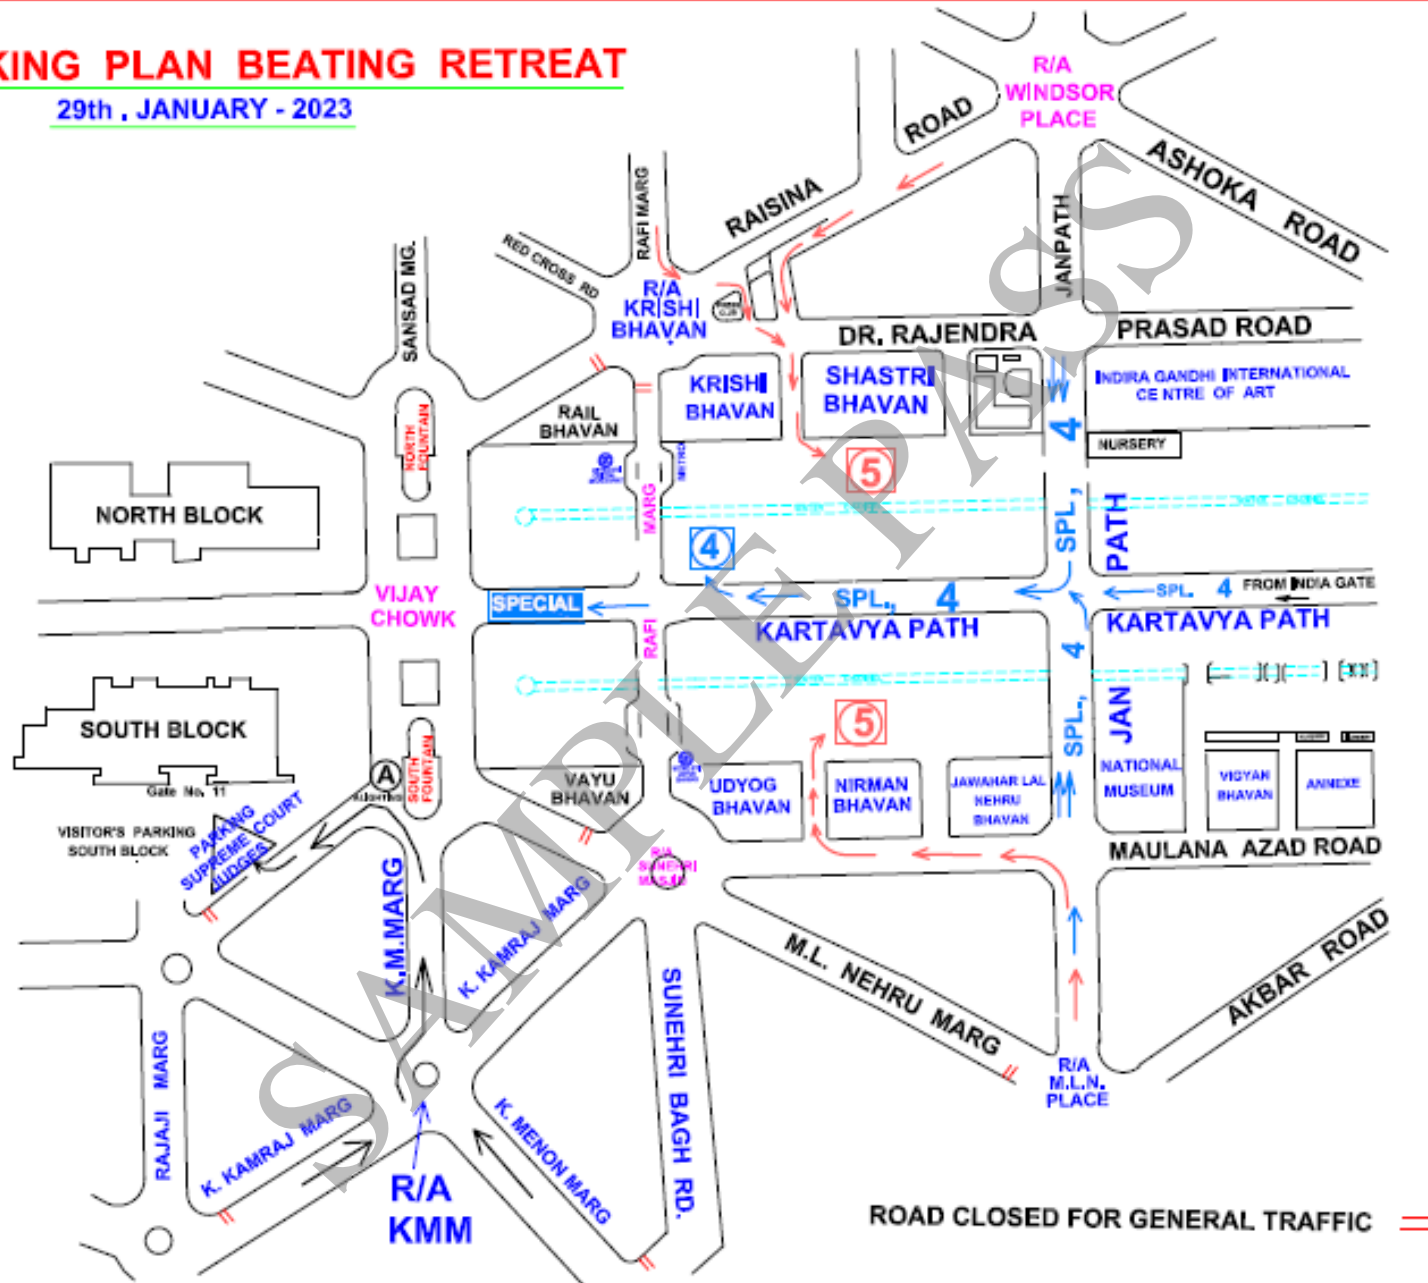 KING PLAN BEATING RETREAT
29th . JANUARY - 2023
R/A
WINDSOR
PLACE
ROAD
ASHOKA ROAD
RAISINA
RAFI MARG
JANPATH
RED CROSS RD
SANSAD MG.
R/A
KRISHI
BHAVAN
DR. RAJENDRA PRASAD ROAD
KRISHI
BHAVAN
SHASTRI
BHAVAN
INDIRA GANDHI INTERNATIONAL
CENTRE OF ART
RAIL
BHAVAN
NORTH
FOUNTAIN
4
NURSERY
METRO
5
NORTH BLOCK
MARG
SPL.,
PATH
4
VIJAY
CHOWK
SPECIAL
SPL., 4
SPL. 4
FROM INDIA GATE
KARTAVYA PATH
KARTAVYA PATH
RAFI
SPL., 4
JAN
SOUTH BLOCK
5
SOUTH
FOUNTAIN
A
ALIGHTING
Gate No. 11
VAYU
BHAVAN
UDYOG
BHAVAN
NIRMAN
BHAVAN
JAWAHAR LAL
NEHRU
BHAVAN
NATIONAL
MUSEUM
VIGYAN
BHAVAN
ANNEXE
VISITOR'S PARKING
SOUTH BLOCK
PARKING
SUPREME COURT
JUDGES
MAULANA AZAD ROAD
R/A
SUNEHRI
MASJID
K.M.MARG
K. KAMRAJ MARG
M.L. NEHRU MARG
AKBAR ROAD
SUNEHRI BAGH RD.
RAJAJI MARG
K. KAMRAJ MARG
K. MENON MARG
R/A
M.L.N.
PLACE
R/A
KMM
ROAD CLOSED FOR GENERAL TRAFFIC
SAMPLE PASS